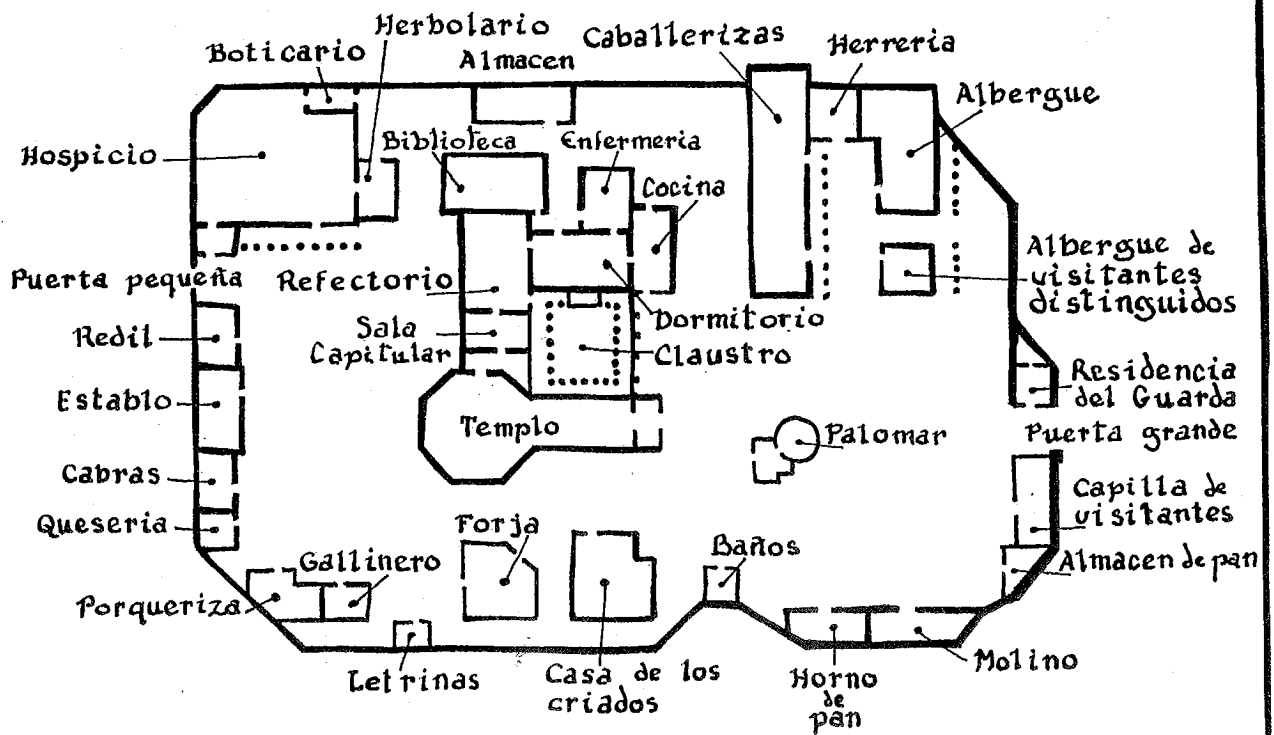 Herbolario
Boticario
Almacen
Caballerizas
Herreria
Albergue
Hospicio
Biblioteca
Enfermeria
Cocina
Puerta pequeña
Refectorio
Albergue de
visitantes
distinguidos
Redil
Sala
Capitular
Dormitorio
Claustro
Establo
Residencia
del Guarda
Templo
Palomar
Puerta grande
Cabras
Capilla de
visitantes
Queseria
Forja
Baños
Gallinero
Almacen de pan
Porqueriza
Letrinas
Casa de los
criados
Horno
de
pan
Molino